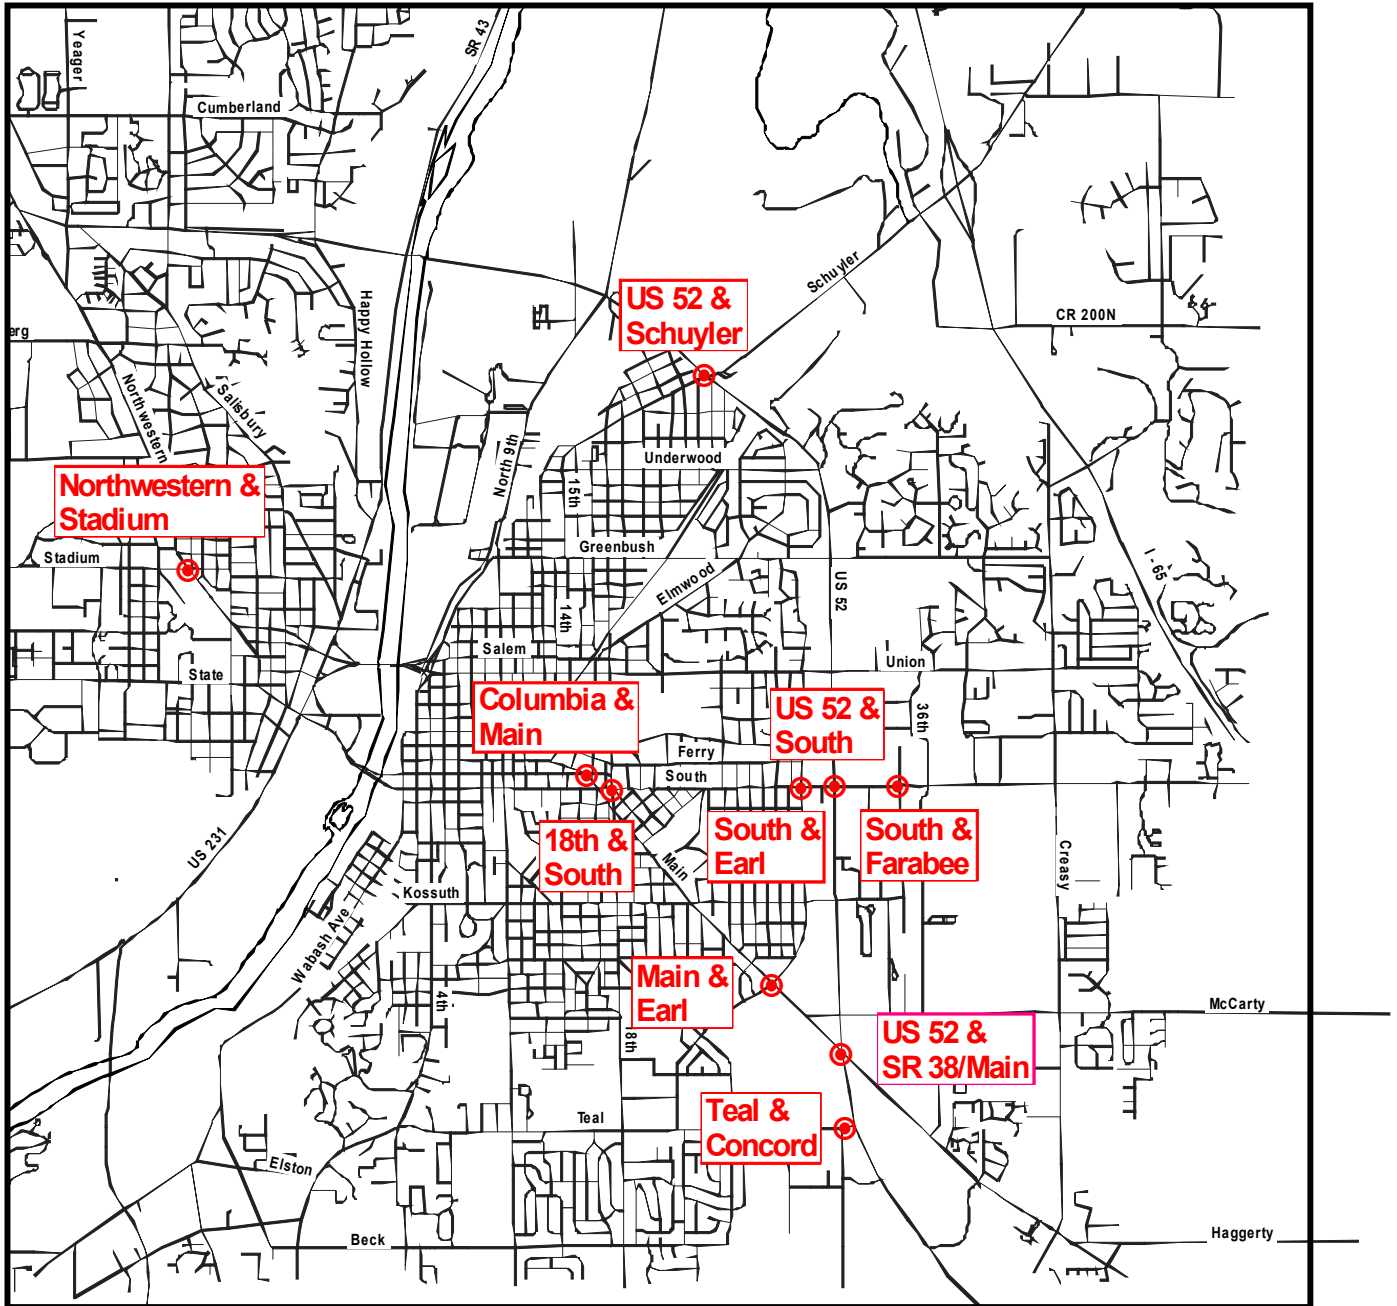 Yeager
SR 43
Cumberland
Schuyler
CR 200N
US 52 &
Schuyler
erg
Happy Hollow
Northwestern
Salisbury
North 9th
Underwood
Northwestern &
Stadium
15th
Stadium
Greenbush
Elmwood
I-65
US 52
14th
Salem
Union
State
Columbia &
Main
US 52 &
South
36th
Ferry
South
US 231
18th &
South
Main
South &
Earl
South &
Farabee
Creasy
Kossuth
Wabash Ave
4th
Main &
Earl
8th
McCarty
US 52 &
SR 38/Main
Teal
Teal &
Concord
Elston
Beck
Haggerty